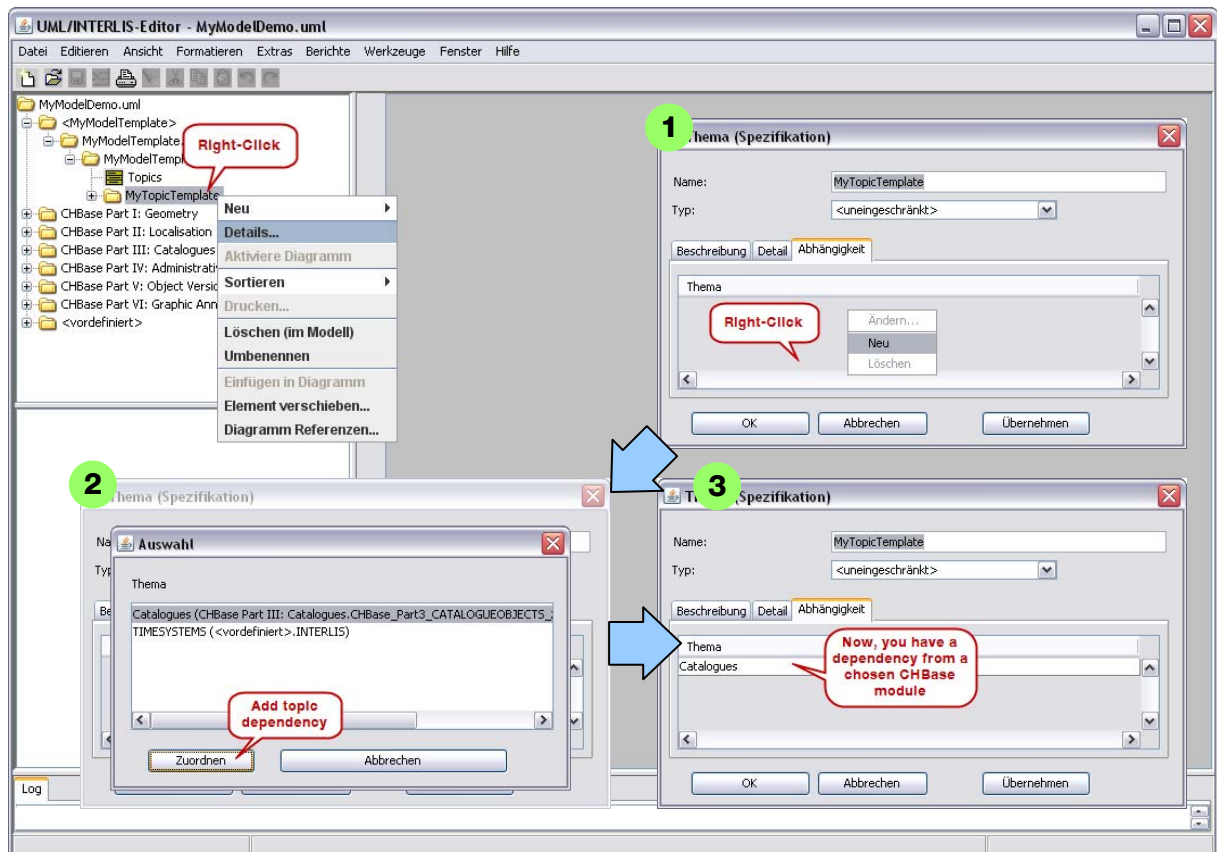 UML/INTERLIS-Editor - MyModelDemo.uml
Datei Editieren Ansicht Formatieren Extras Berichte Werkzeuge Fenster Hilfe
MyModelDemo.uml
<MyModelTemplate>
MyModelTemplate
MyModelTempl
Topics
MyTopicTemplate
CHBase Part I: Geometry
CHBase Part II: Localisation
CHBase Part III: Catalogues
CHBase Part IV: Administrati
CHBase Part V: Object Versio
CHBase Part VI: Graphic Ann
<vordefiniert>
Right-Click
Neu
Details...
Aktiviere Diagramm
Sortieren
Drucken...
Löschen (im Modell)
Umbenennen
Einfügen in Diagramm
Element verschieben...
Diagramm Referenzen...
1
Thema (Spezifikation)
Name:
MyTopicTemplate
Typ:
<uneingeschränkt>
Beschreibung Detail Abhängigkeit
Thema
Right-Click
Ändern...
Neu
Löschen
OK Abbrechen Übernehmen
2
Thema (Spezifikation)
Na
Typ
Be
Auswahl
Thema
Catalogues (CHBase Part III: Catalogues.CHBase_Part3_CATALOGUEOBJECTS_
TIMESYSTEMS (<vordefiniert>.INTERLIS)
Add topic
dependency
Zuordnen Abbrechen
3
(Spezifikation)
Name:
MyTopicTemplate
Typ:
<uneingeschränkt>
Beschreibung Detail Abhängigkeit
Thema
Catalogues
Now, you have a
dependency from a
chosen CHBase
module
OK Abbrechen Übernehmen
Log